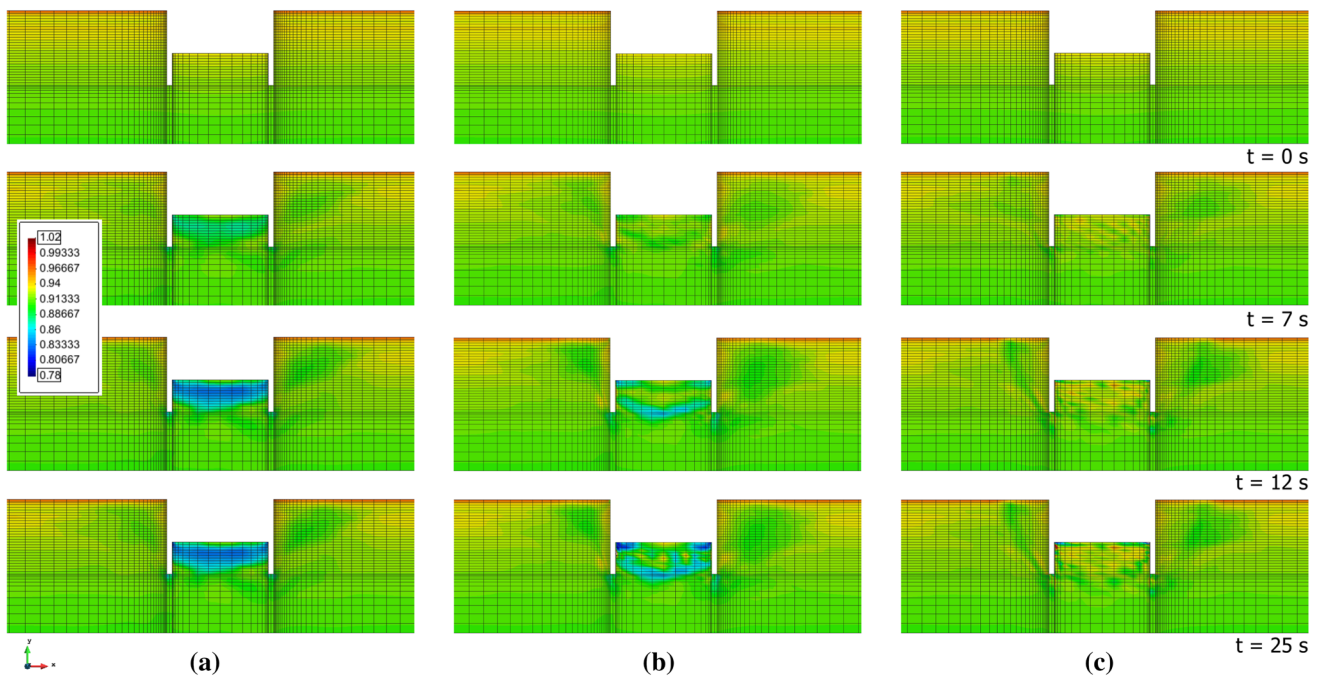 t = 0 s
1.02
0.99333
0.96667
0.94
0.91333
0.88667
0.86
0.83333
0.80667
0.78
t = 7 s
t = 12 s
t = 25 s
y
x
(a)
(b)
(c)